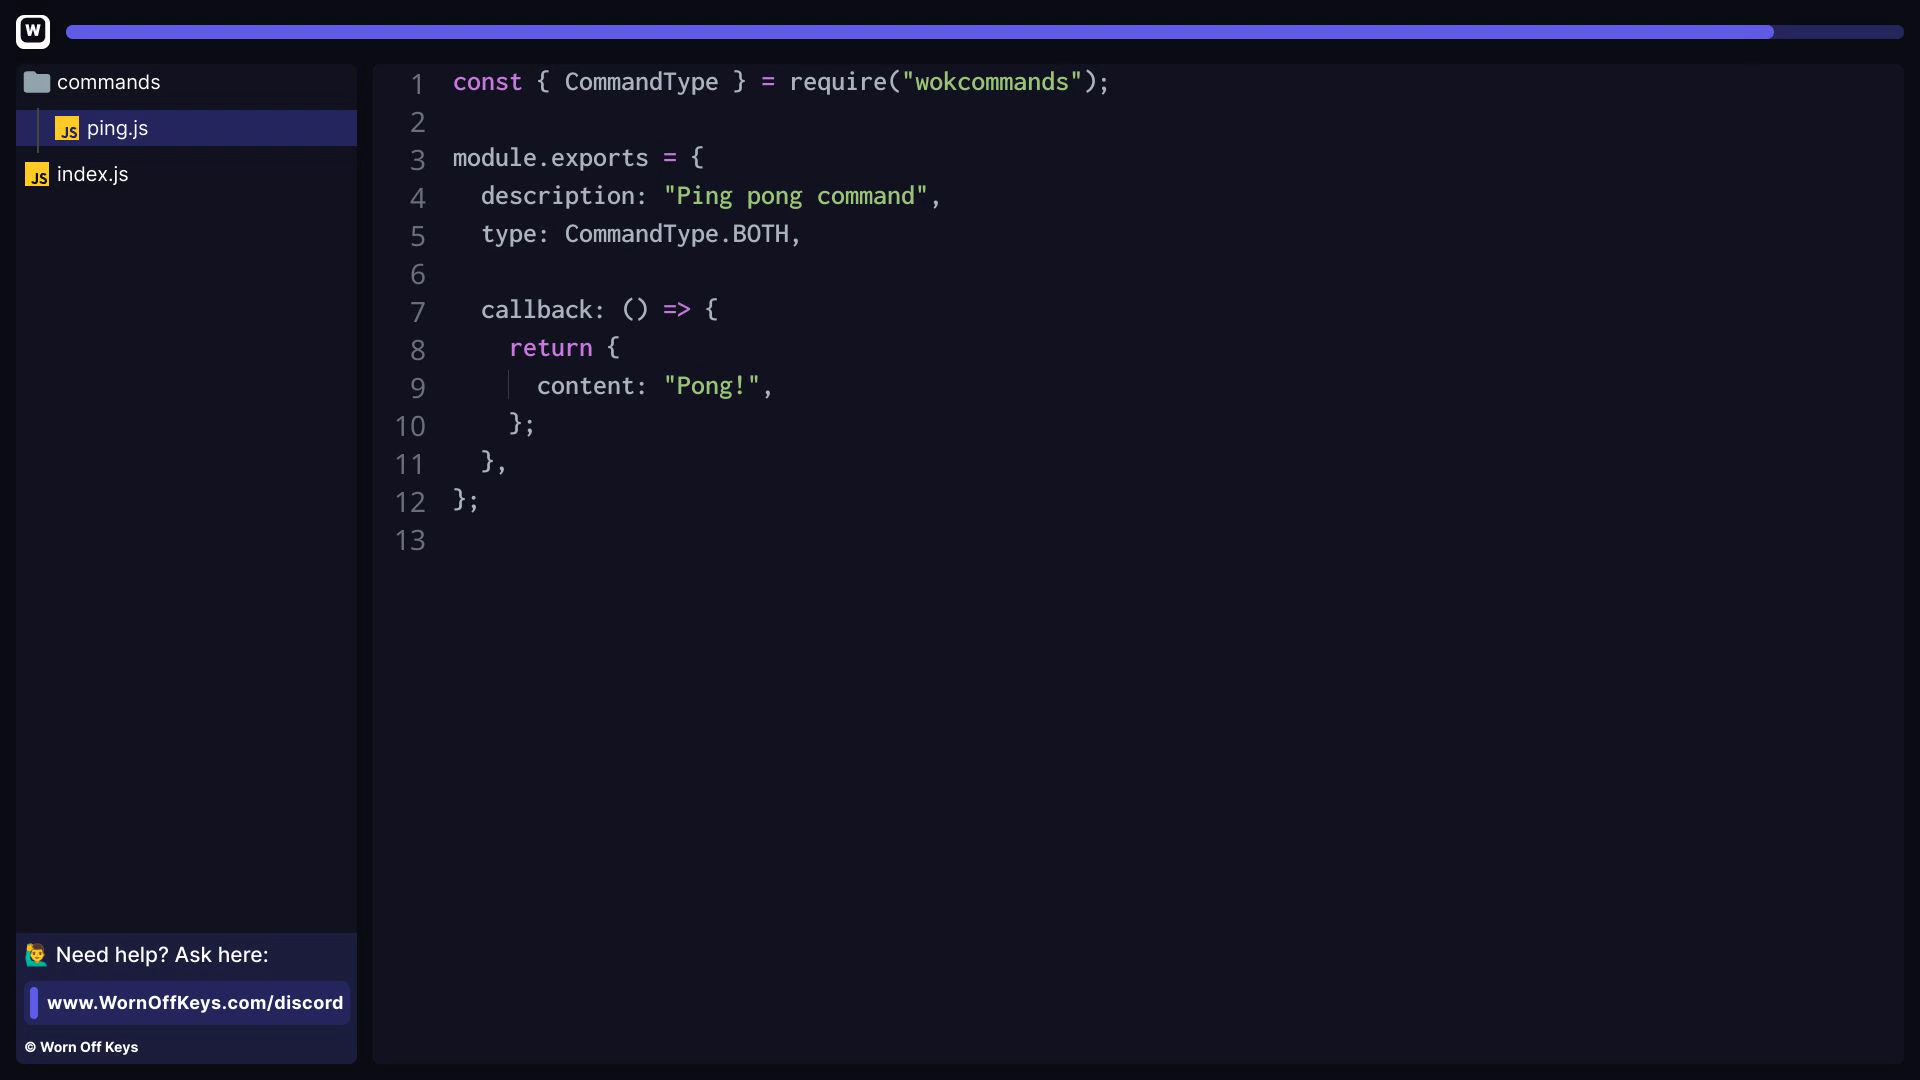 W
commands
JS ping.js
JS index.js
1 const { CommandType } = require("wokcommands");
2
3 module.exports = {
4   description: "Ping pong command",
5   type: CommandType.BOTH,
6
7   callback: () => {
8     return {
9       content: "Pong!",
10     };
11   },
12 };
13
Need help? Ask here:
www.WornOffKeys.com/discord
© Worn Off Keys